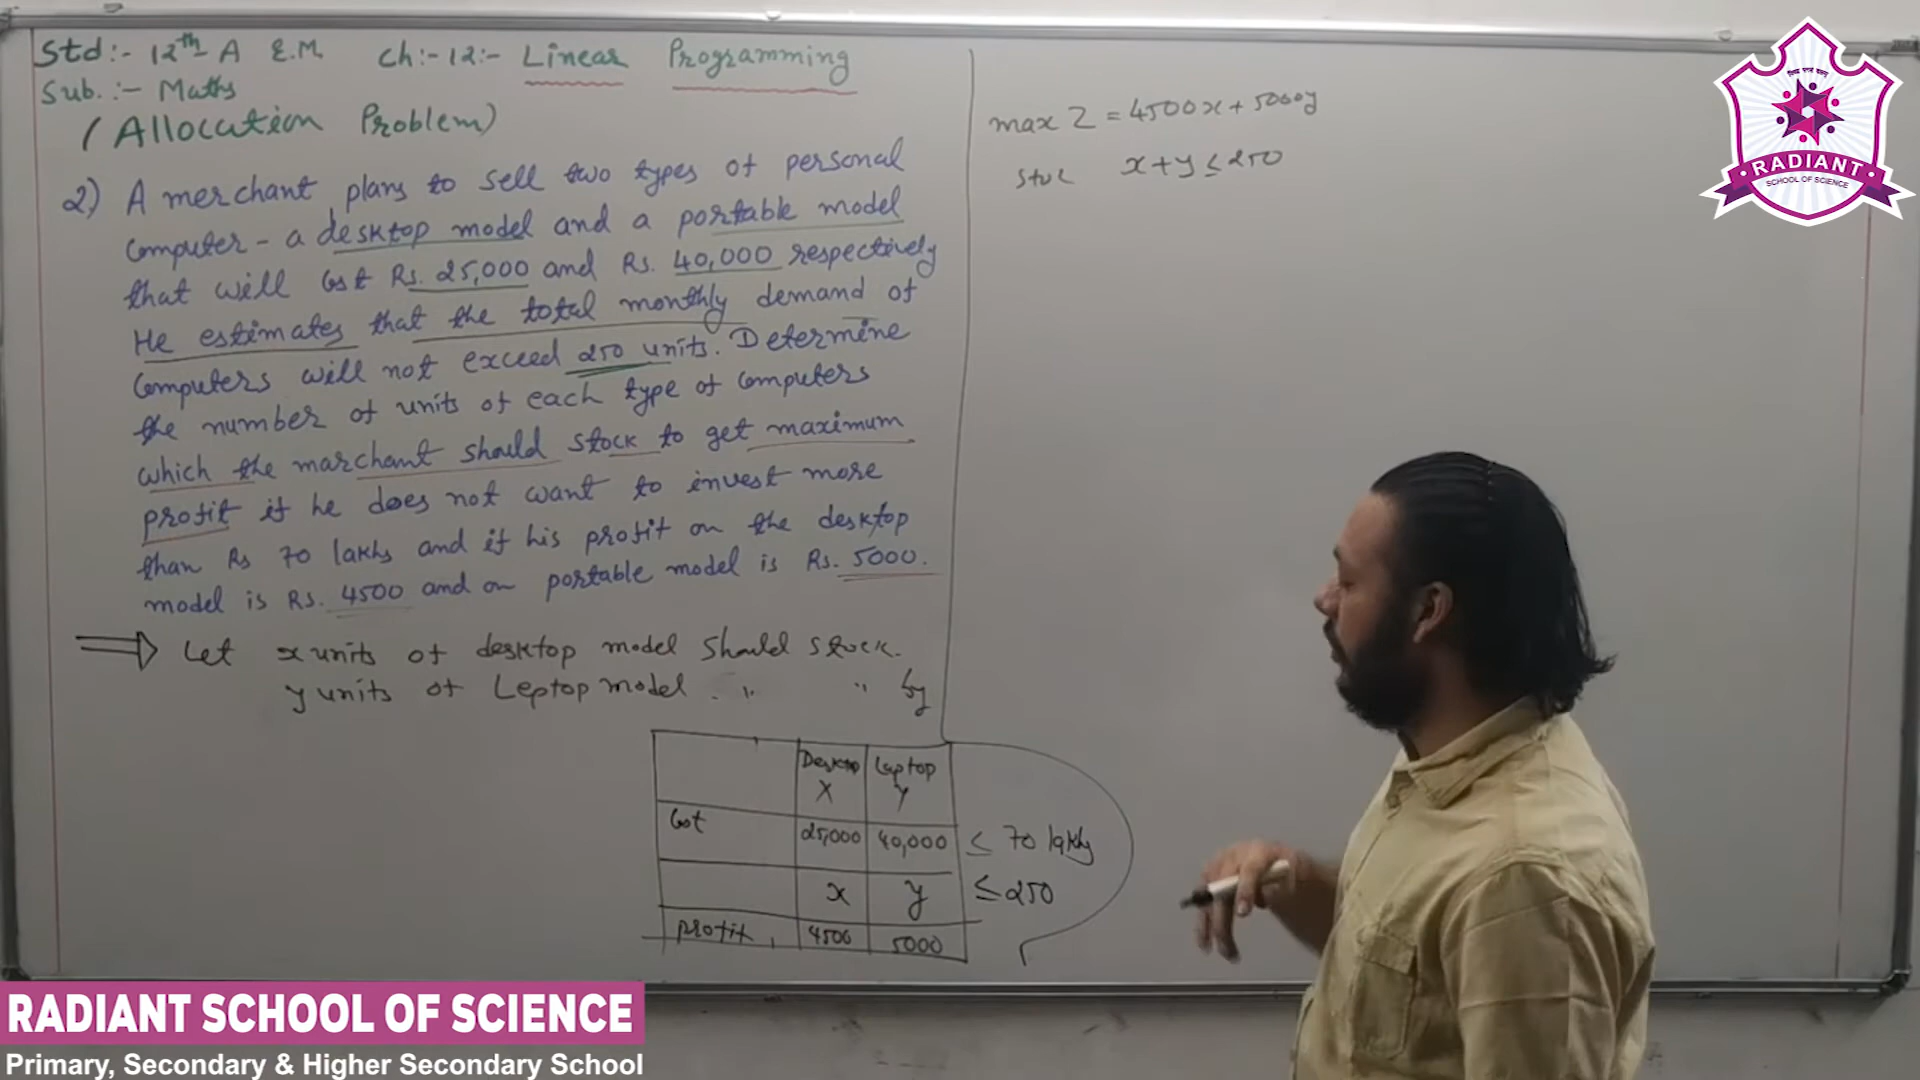 Std:- 12th A E.M. Ch:-12:- Linear Programming
Sub.:- Maths
(Allocation Problem)
2) A merchant plans to sell two types of personal
Computer - a desktop model and a portable model
that will Cost Rs. 25,000 and Rs. 40,000 respectively
He estimates that the total monthly demand of
Computers will not exceed 250 units. Determine
the number of units of each type of Computers
which the marchant should stock to get maximum
profit if he does not want to invest more
than Rs 70 lakhs and if his profit on the desktop
model is Rs. 4500 and on portable model is Rs. 5000.
Let x units of desktop model should stock.
y units of Leptop model. " "
Desktop Laptop
X Y
Cost 25,000 40,000 ≤ 70 lakhs
x y ≤ 250
profit 4500 5000
max Z = 4500x + 5000y
x+y ≤ 250
RADIANT
SCHOOL OF SCIENCE
RADIANT SCHOOL OF SCIENCE
Primary, Secondary & Higher Secondary School